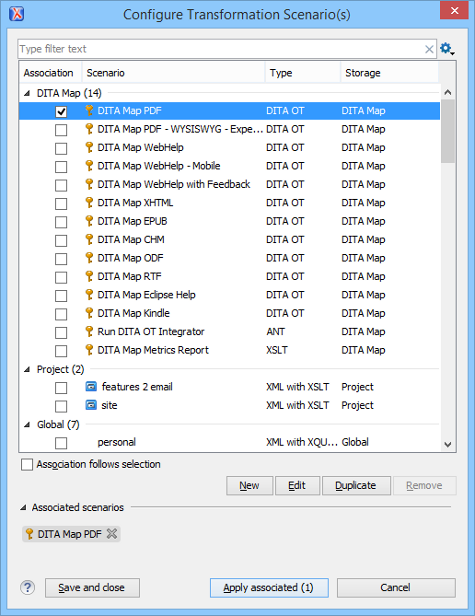 Configure Transformation Scenario(s)
Type filter text
Association Scenario Type Storage
DITA Map (14)
DITA Map PDF DITA OT DITA Map
DITA Map PDF - WYSISWYG - Expe... DITA OT DITA Map
DITA Map WebHelp DITA OT DITA Map
DITA Map WebHelp - Mobile DITA OT DITA Map
DITA Map WebHelp with Feedback DITA OT DITA Map
DITA Map XHTML DITA OT DITA Map
DITA Map EPUB DITA OT DITA Map
DITA Map CHM DITA OT DITA Map
DITA Map ODF DITA OT DITA Map
DITA Map RTF DITA OT DITA Map
DITA Map Eclipse Help DITA OT DITA Map
DITA Map Kindle DITA OT DITA Map
Run DITA OT Integrator ANT DITA Map
DITA Map Metrics Report XSLT DITA Map
Project (2)
features 2 email XML with XSLT Project
site XML with XSLT Project
Global (7)
personal XML with XQU... Global
Association follows selection
New Edit Duplicate Remove
Associated scenarios
DITA Map PDF
? Save and close Apply associated (1) Cancel